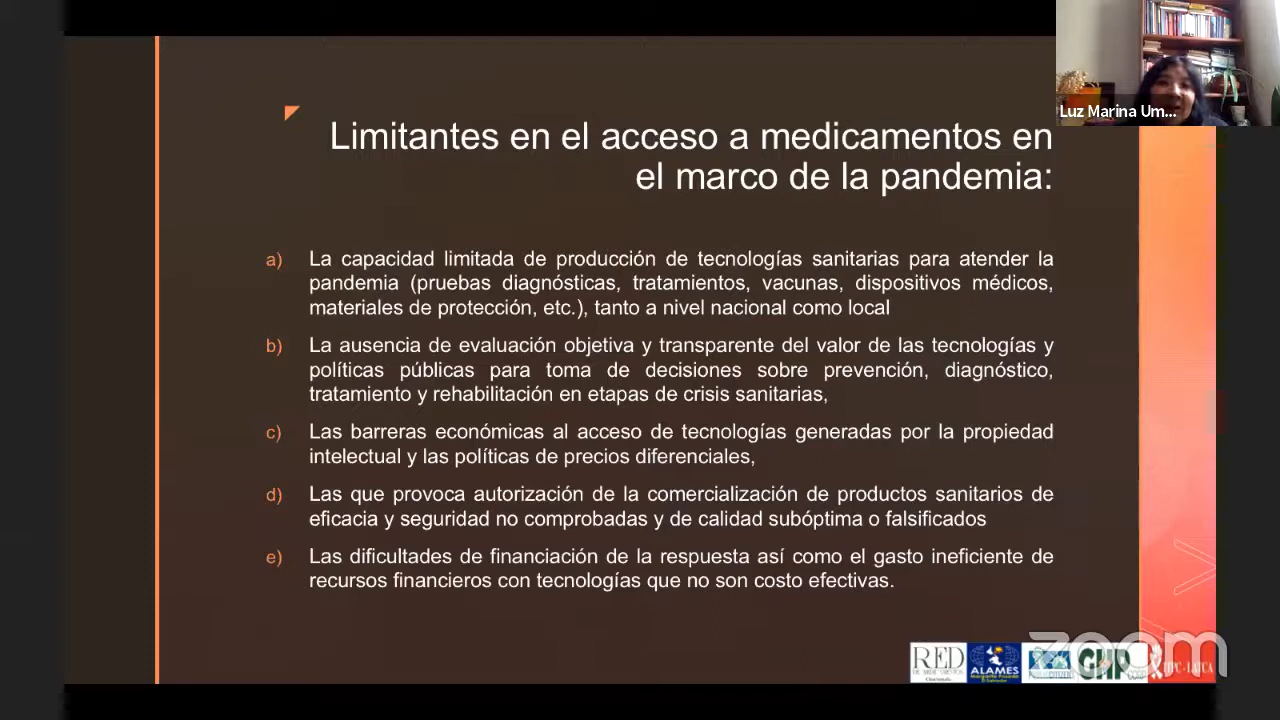 Luz Marina Um...
Limitantes en el acceso a medicamentos en
el marco de la pandemia:
a) La capacidad limitada de producción de tecnologías sanitarias para atender la
pandemia (pruebas diagnósticas, tratamientos, vacunas, dispositivos médicos,
materiales de protección, etc.), tanto a nivel nacional como local
b) La ausencia de evaluación objetiva y transparente del valor de las tecnologías y
políticas públicas para toma de decisiones sobre prevención, diagnóstico,
tratamiento y rehabilitación en etapas de crisis sanitarias,
c) Las barreras económicas al acceso de tecnologías generadas por la propiedad
intelectual y las políticas de precios diferenciales,
d) Las que provoca autorización de la comercialización de productos sanitarios de
eficacia y seguridad no comprobadas y de calidad subóptima o falsificados
e) Las dificultades de financiación de la respuesta así como el gasto ineficiente de
recursos financieros con tecnologías que no son costo efectivas.
zoom
RED
ALAMES